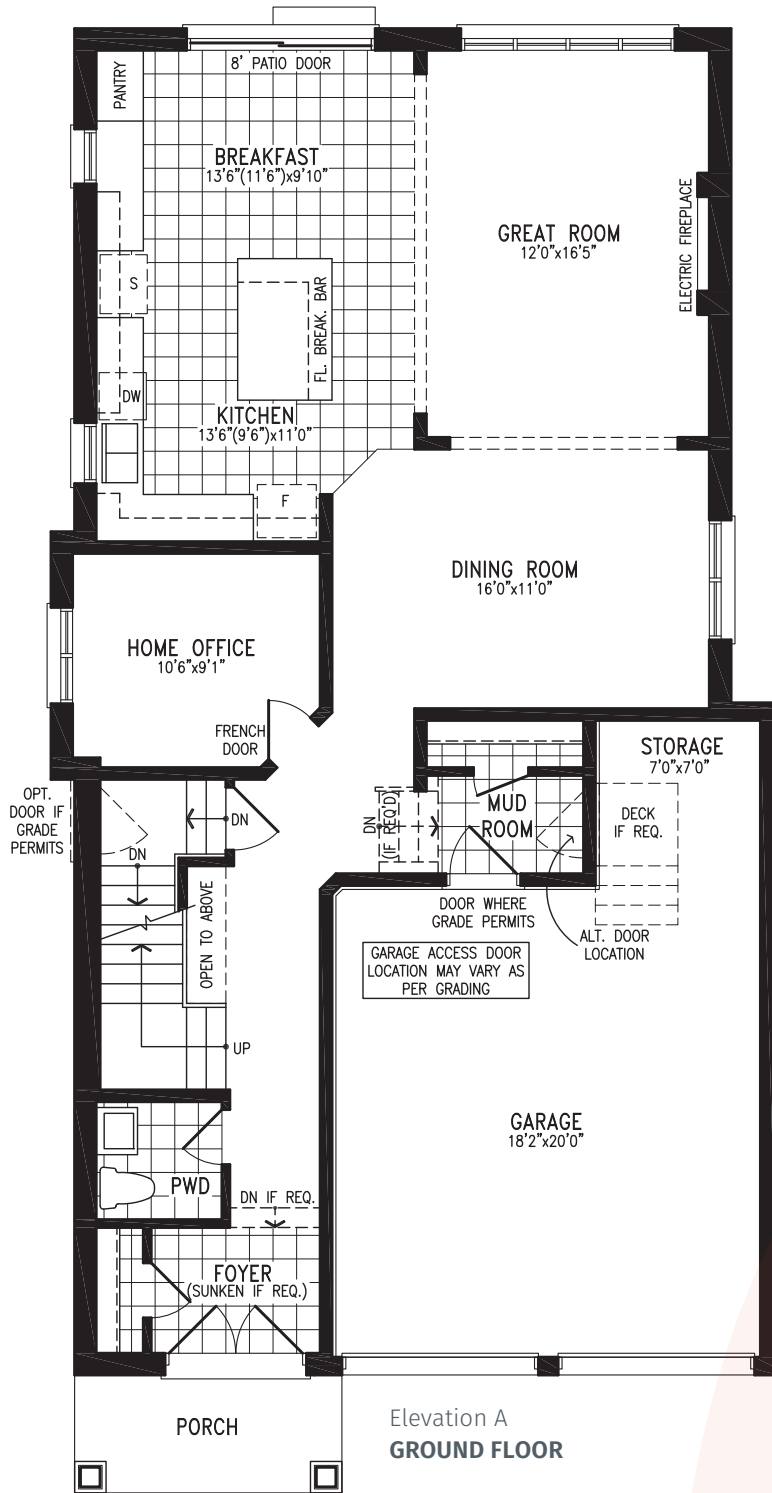 8' PATIO DOOR
PANTRY
BREAKFAST
13'6"(11'6")x9'10"
GREAT ROOM
12'0"x16'5"
ELECTRIC FIREPLACE
S
FL. BREAK. BAR
DW
KITCHEN
13'6"(9'6")x11'0"
F
DINING ROOM
16'0"x11'0"
HOME OFFICE
10'6"x9'1"
FRENCH
DOOR
STORAGE
7'0"x7'0"
OPT.
DOOR IF
GRADE
PERMITS
DN
DN
DN
(IF REQ'D)
MUD
ROOM
DECK
IF REQ.
OPEN TO ABOVE
DOOR WHERE
GRADE PERMITS
ALT. DOOR
LOCATION
GARAGE ACCESS DOOR
LOCATION MAY VARY AS
PER GRADING
UP
GARAGE
18'2"x20'0"
PWD
DN IF REQ.
FOYER
(SUNKEN IF REQ.)
PORCH
Elevation A
GROUND FLOOR